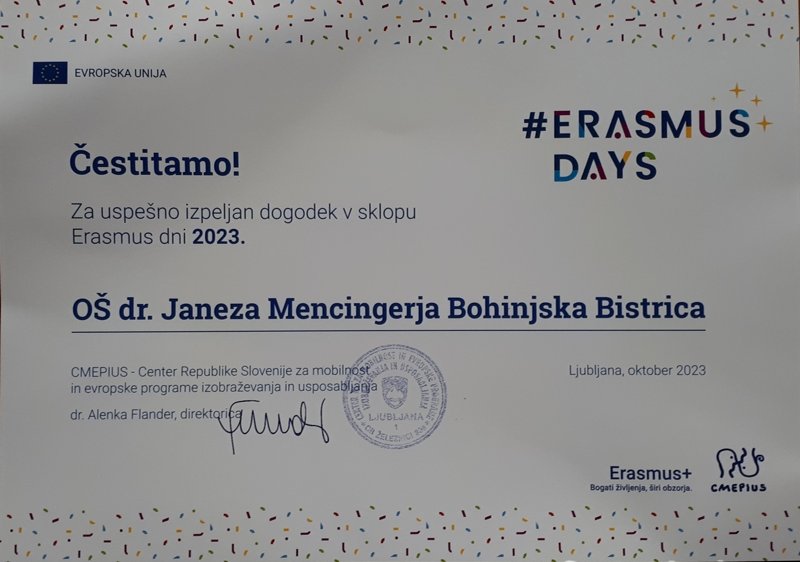 EVROPSKA UNIJA
#ERASMUS
DAYS
Čestitamo!
Za uspešno izpeljan dogodek v sklopu
Erasmus dni 2023.
OŠ dr. Janeza Mencingerja Bohinjska Bistrica
CMEPIUS - Center Republike Slovenije za mobilnost
in evropske programe izobraževanja in usposabljanja
dr. Alenka Flander, direktorica
Ljubljana, oktober 2023
LJUBLJANA
1
Erasmus+
Bogati življenja, širi obzorja.
CMEPIUS